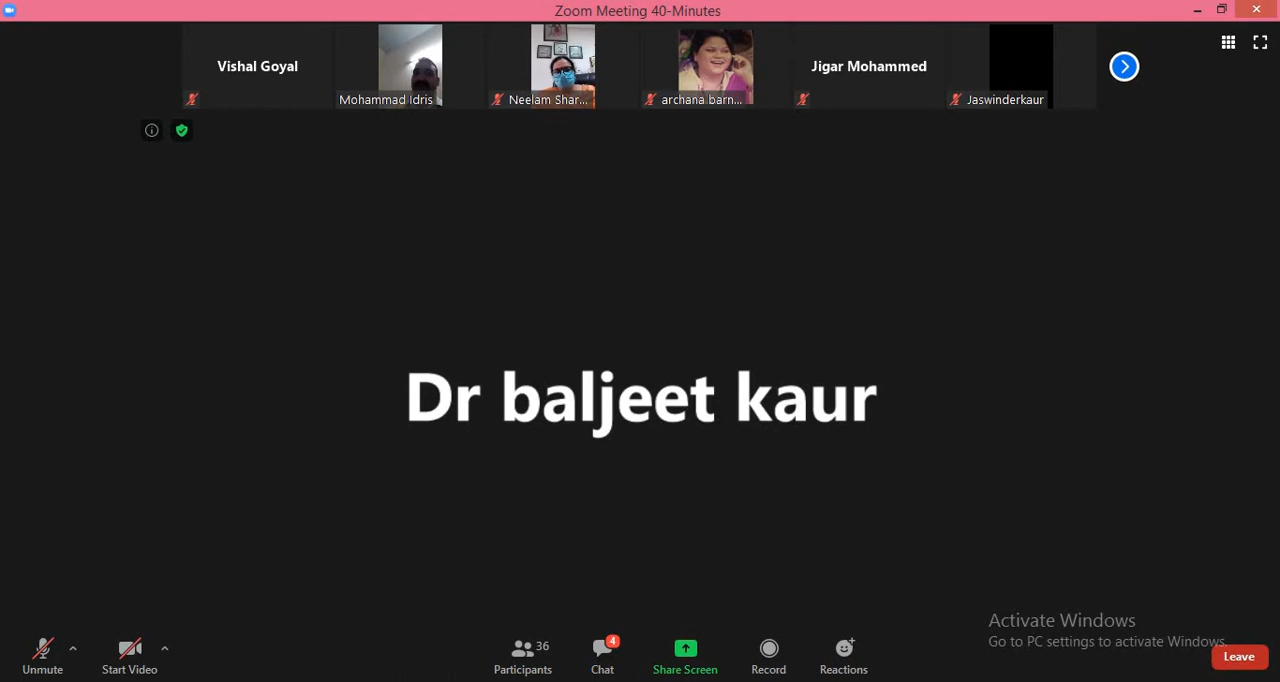 Zoom Meeting 40-Minutes
Vishal Goyal
Mohammad Idris
Neelam Shar...
archana barn...
Jigar Mohammed
Jaswinderkaur
Dr baljeet kaur
Activate Windows
Go to PC settings to activate Windows.
Unmute
Start Video
36
Participants
4
Chat
Share Screen
Record
Reactions
Leave